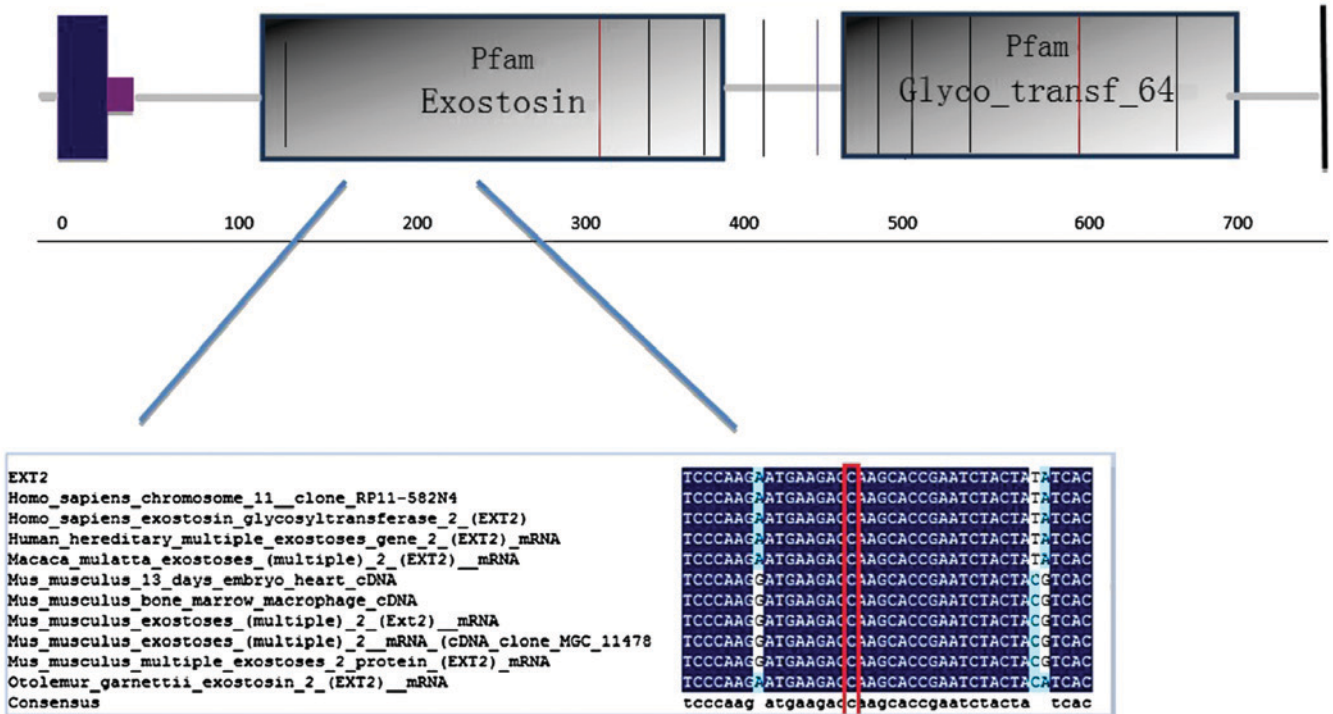 Pfam
Exostosin
Pfam
Glyco_transf_64
0 100 200 300 400 500 600 700
EXT2 TCCCAAGAATGAAGACCAAGCACCGAATCTACTATATCAC
Homo_sapiens_chromosome_11__clone_RP11-582N4 TCCCAAGAATGAAGACCAAGCACCGAATCTACTATATCAC
Homo_sapiens_exostosin_glycosyltransferase_2_(EXT2) TCCCAAGAATGAAGACCAAGCACCGAATCTACTATATCAC
Human_hereditary_multiple_exostoses_gene_2_(EXT2)_mRNA TCCCAAGAATGAAGACCAAGCACCGAATCTACTATATCAC
Macaca_mulatta_exostoses_(multiple)_2_(EXT2)__mRNA TCCCAAGAATGAAGACCAAGCACCGAATCTACTATATCAC
Mus_musculus_13_days_embryo_heart_cDNA TCCCAAGGATGAAGACCAAGCACCGAATCTACTACGTCAC
Mus_musculus_bone_marrow_macrophage_cDNA TCCCAAGGATGAAGACCAAGCACCGAATCTACTACGTCAC
Mus_musculus_exostoses_(multiple)_2_(Ext2)__mRNA TCCCAAGGATGAAGACCAAGCACCGAATCTACTACGTCAC
Mus_musculus_exostoses_(multiple)_2__mRNA_(cDNA_clone_MGC_11478 TCCCAAGGATGAAGACCAAGCACCGAATCTACTACGTCAC
Mus_musculus_multiple_exostoses_2_protein_(EXT2)_mRNA TCCCAAGGATGAAGACCAAGCACCGAATCTACTACGTCAC
Otolemur_garnettii_exostosin_2_(EXT2)__mRNA TCCCAAGAATGAAGACCAAGCACCGAATCTACTACATCAC
Consensus tcccaag atgaagaccaagcaccgaatctacta  tcac